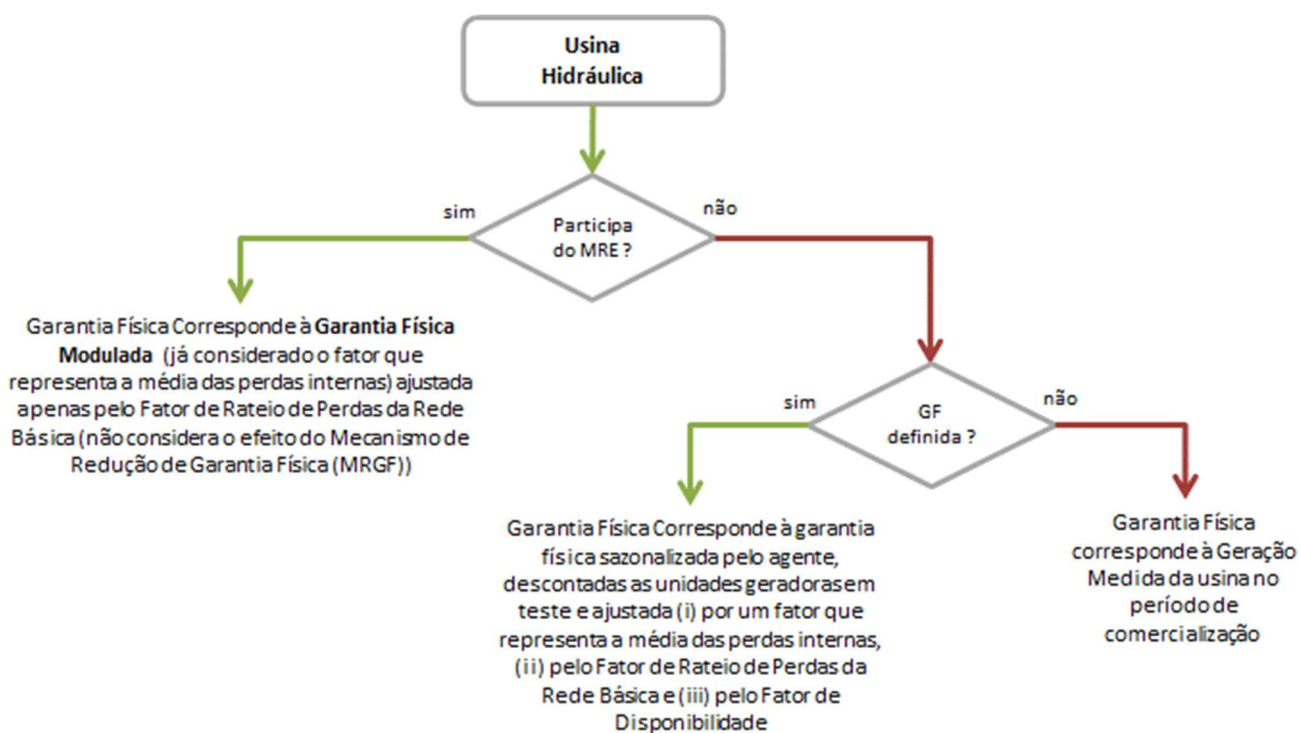 Usina
Hidráulica
sim
não
Participa
do MRE ?
Garantia Física Corresponde à Garantia Física
Modulada (já considerado o fator que
representa a média das perdas internas) ajustada
apenas pelo Fator de Rateio de Perdas da Rede
Básica (não considera o efeito do Mecanismo de
Redução de Garantia Física (MRGF))
sim
não
GF
definida ?
Garantia Física Corresponde à garantia
física sazonalizada pelo agente,
descontadas as unidades geradoras em
teste e ajustada (i) por um fator que
representa a média das perdas internas,
(ii) pelo Fator de Rateio de Perdas da
Rede Básica e (iii) pelo Fator de
Disponibilidade
Garantia Física
corresponde à Geração
Medida da usina no
período de
comercialização